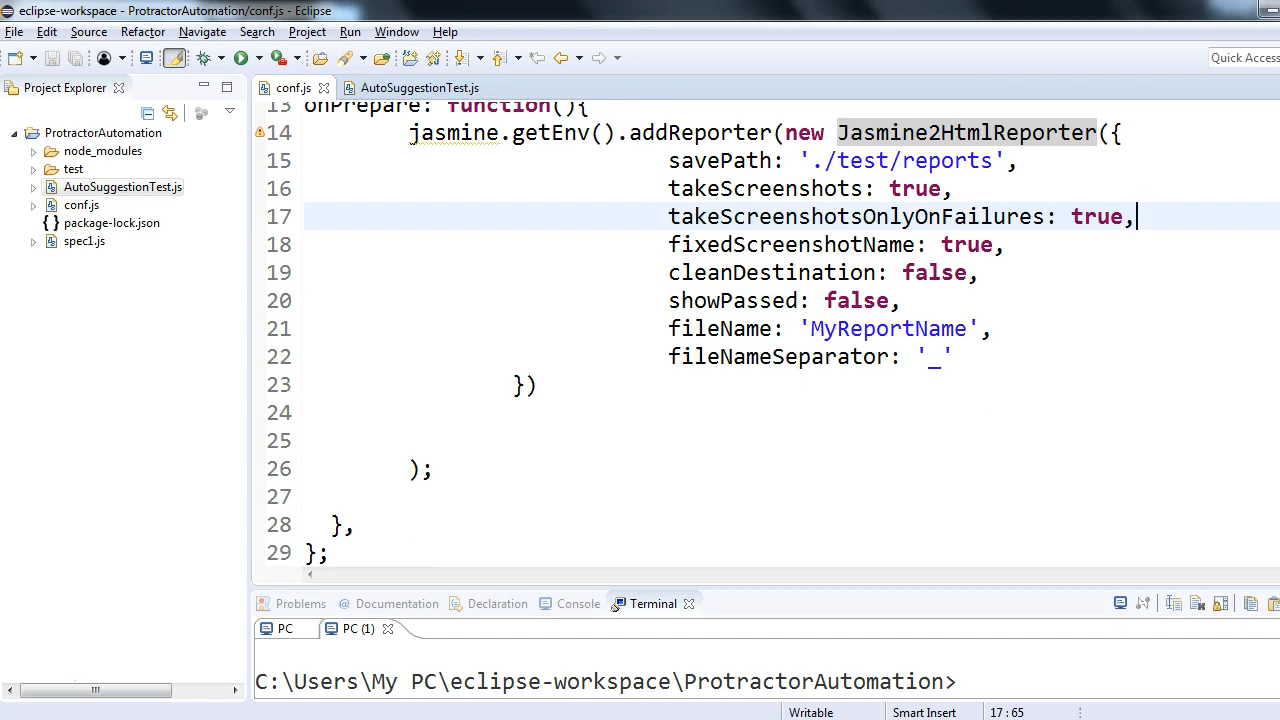 eclipse-workspace - ProtractorAutomation/conf.js - Eclipse
File Edit Source Refactor Navigate Search Project Run Window Help
Quick Access
Project Explorer
conf.js
AutoSuggestionTest.js
ProtractorAutomation
node_modules
test
AutoSuggestionTest.js
conf.js
package-lock.json
spec1.js
13 onPrepare: function(){
14 jasmine.getEnv().addReporter(new Jasmine2HtmlReporter({
15 savePath: './test/reports',
16 takeScreenshots: true,
17 takeScreenshotsOnlyOnFailures: true,
18 fixedScreenshotName: true,
19 cleanDestination: false,
20 showPassed: false,
21 fileName: 'MyReportName',
22 fileNameSeparator: '_'
23 })
24
25
26 );
27
28 },
29 };
Problems @ Documentation Declaration Console Terminal
PC PC (1)
C:\Users\My PC\eclipse-workspace\ProtractorAutomation>
Writable Smart Insert 17 : 65